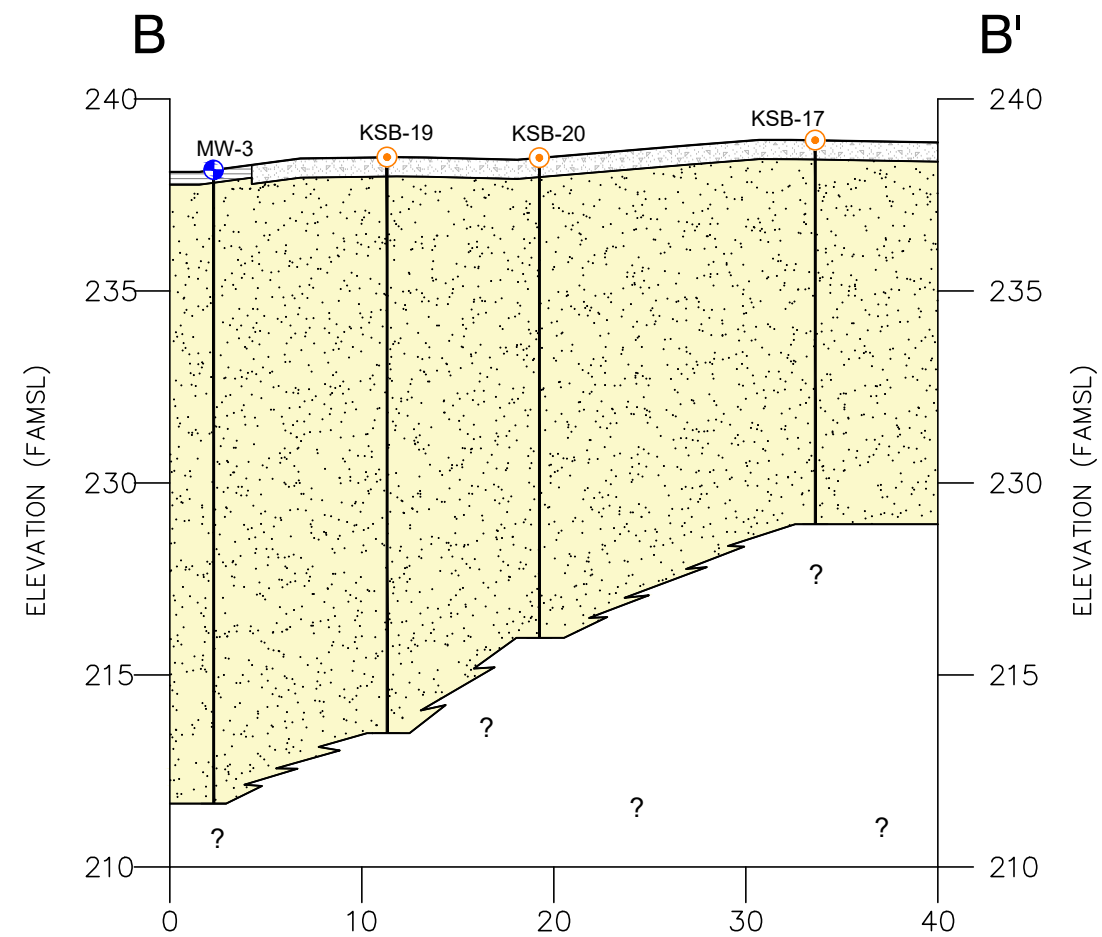 B
B'
240
240
MW-3
KSB-19
KSB-20
KSB-17
235
235
230
230
ELEVATION (FAMSL)
ELEVATION (FAMSL)
?
215
215
?
?
?
?
210
210
0
10
20
30
40